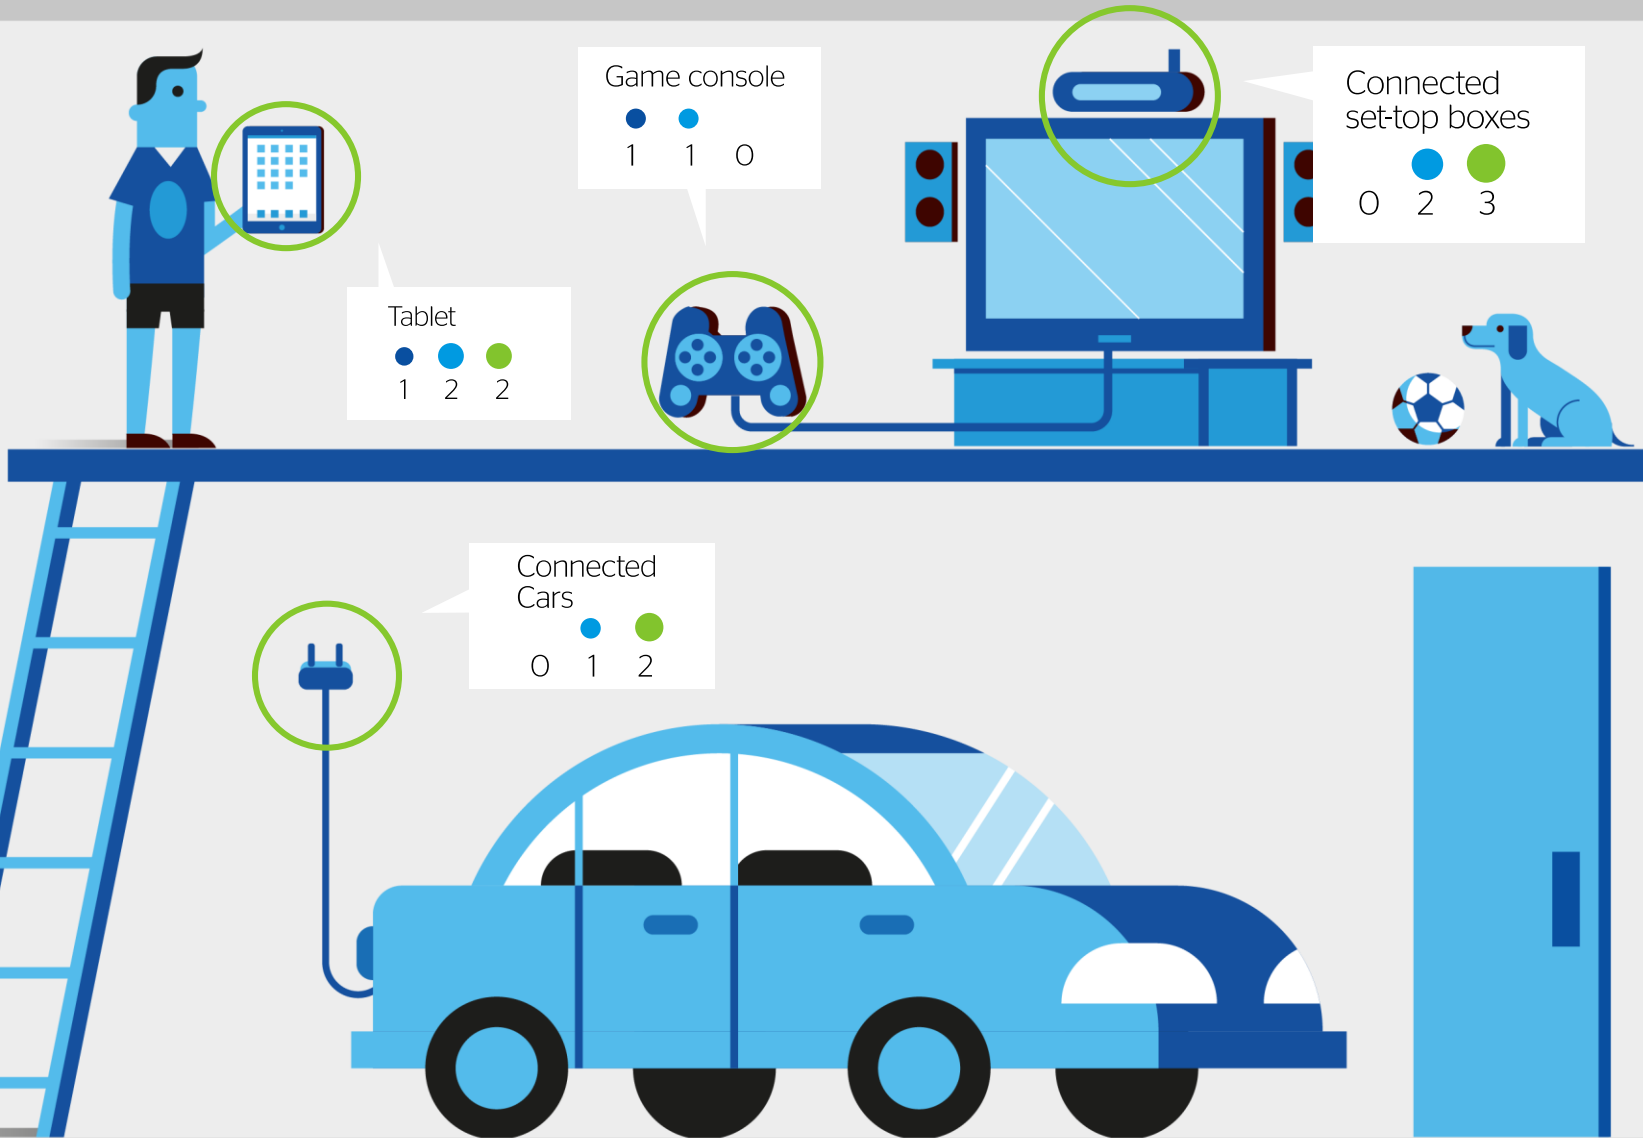 Game console
1 1 0
Connected
set-top boxes
0 2 3
Tablet
1 2 2
Connected
Cars
0 1 2